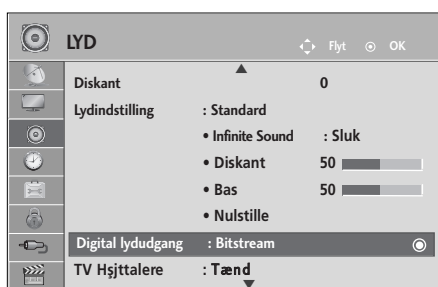 LYD Flyt OK
Diskant 0
Lydindstilling : Standard
• Infinite Sound : Sluk
• Diskant 50
• Bas 50
• Nulstille
Digital lydudgang : Bitstream
TV Hşjttalere : Tænd